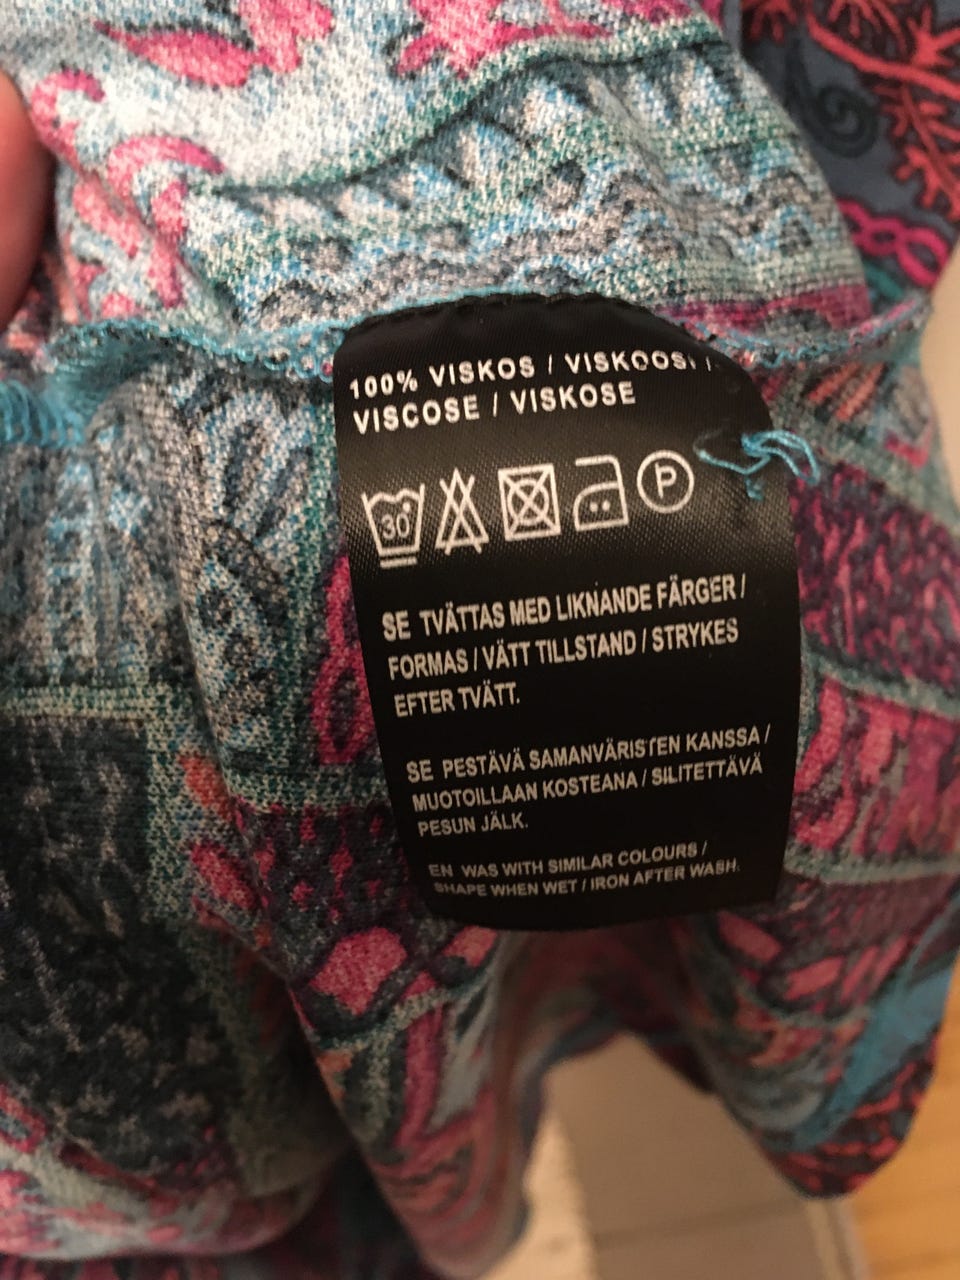 100% VISKOS / VISKOOSI /
VISCOSE / VISKOSE
30
P
SE TVÄTTAS MED LIKNANDE FÄRGER /
FORMAS / VÄTT TILLSTAND / STRYKES
EFTER TVÄTT.
SE PESTÄVÄ SAMANVÄRISTEN KANSSA /
MUOTOILLAAN KOSTEANA / SILITETTÄVÄ
PESUN JÄLK.
EN WAS WITH SIMILAR COLOURS /
SHAPE WHEN WET / IRON AFTER WASH.